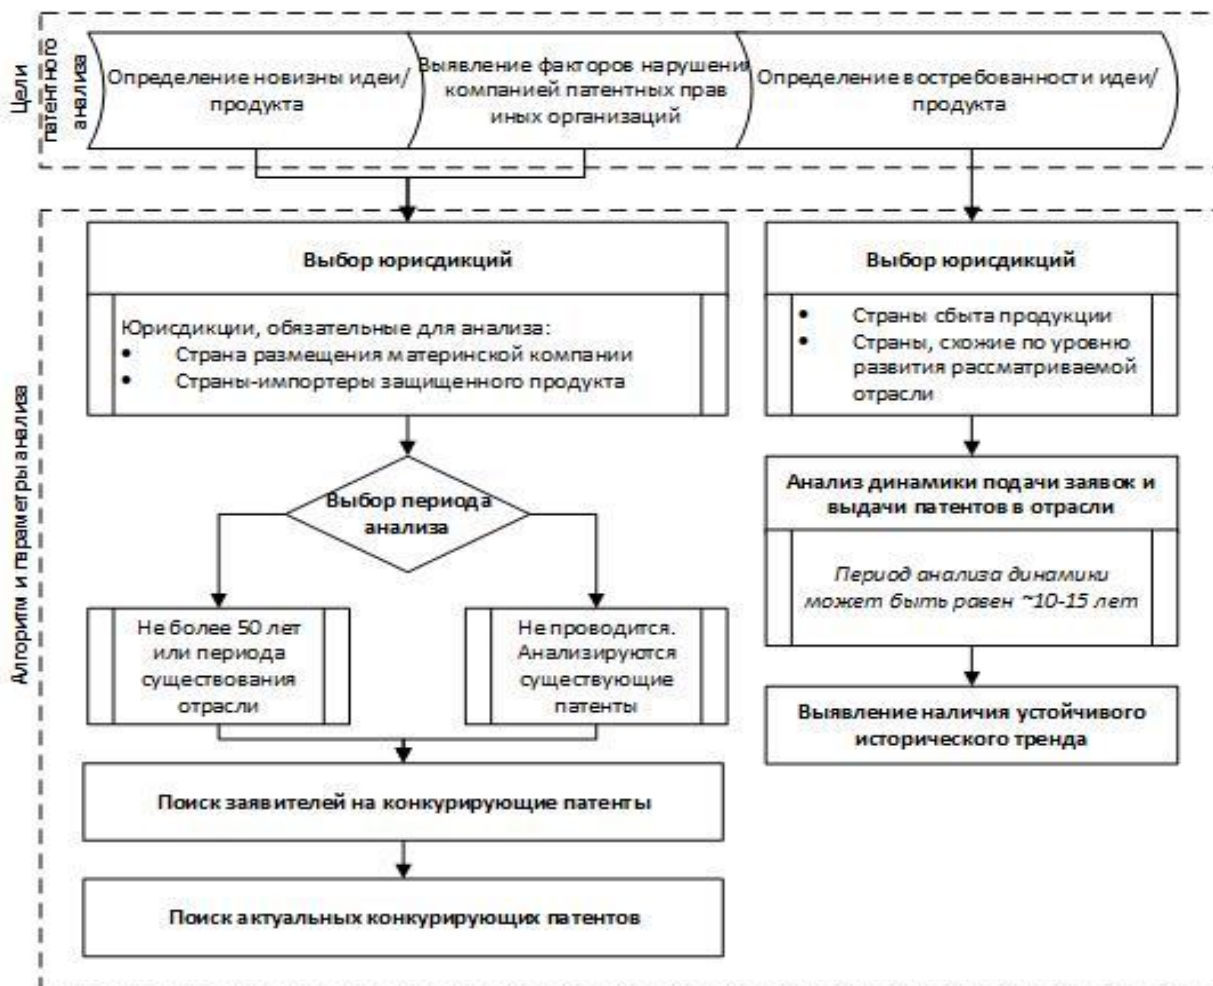 Цели
патентного
анализа
Определение новизны идеи/
продукта
Выявление факторов нарушения
компанией патентных прав
иных организаций
Определение востребованности идеи/
продукта
Алгоритм и параметры анализа
Выбор юрисдикций
Юрисдикции, обязательные для анализа:
• Страна размещения материнской компании
• Страны-импортеры защищенного продукта
Выбор периода
анализа
Не более 50 лет
или периода
существования
отрасли
Не проводится.
Анализируются
существующие
патенты
Поиск заявителей на конкурирующие патенты
Поиск актуальных конкурирующих патентов
Выбор юрисдикций
• Страны сбыта продукции
• Страны, схожие по уровню
развития рассматриваемой
отрасли
Анализ динамики подачи заявок и
выдачи патентов в отрасли
Период анализа динамики
может быть равен ~10-15 лет
Выявление наличия устойчивого
исторического тренда